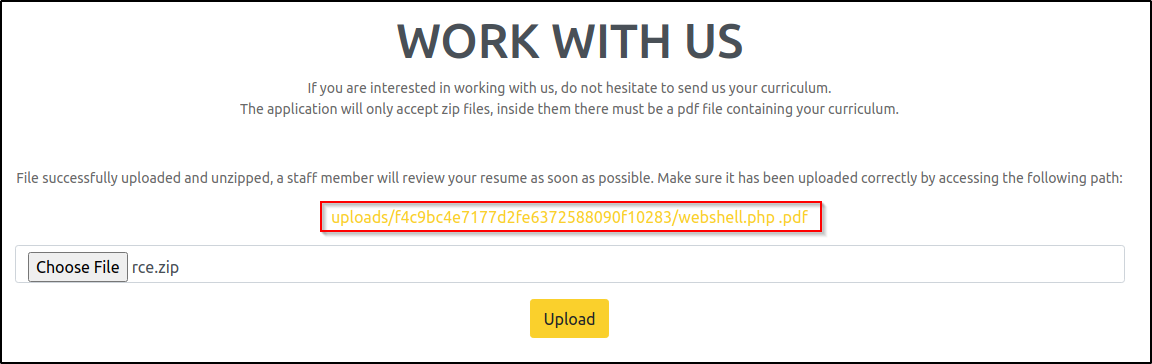 WORK WITH US
If you are interested in working with us, do not hesitate to send us your curriculum.
The application will only accept zip files, inside them there must be a pdf file containing your curriculum.
File successfully uploaded and unzipped, a staff member will review your resume as soon as possible. Make sure it has been uploaded correctly by accessing the following path:
uploads/f4c9bc4e7177d2fe6372588090f10283/webshell.php .pdf
Choose File rce.zip
Upload